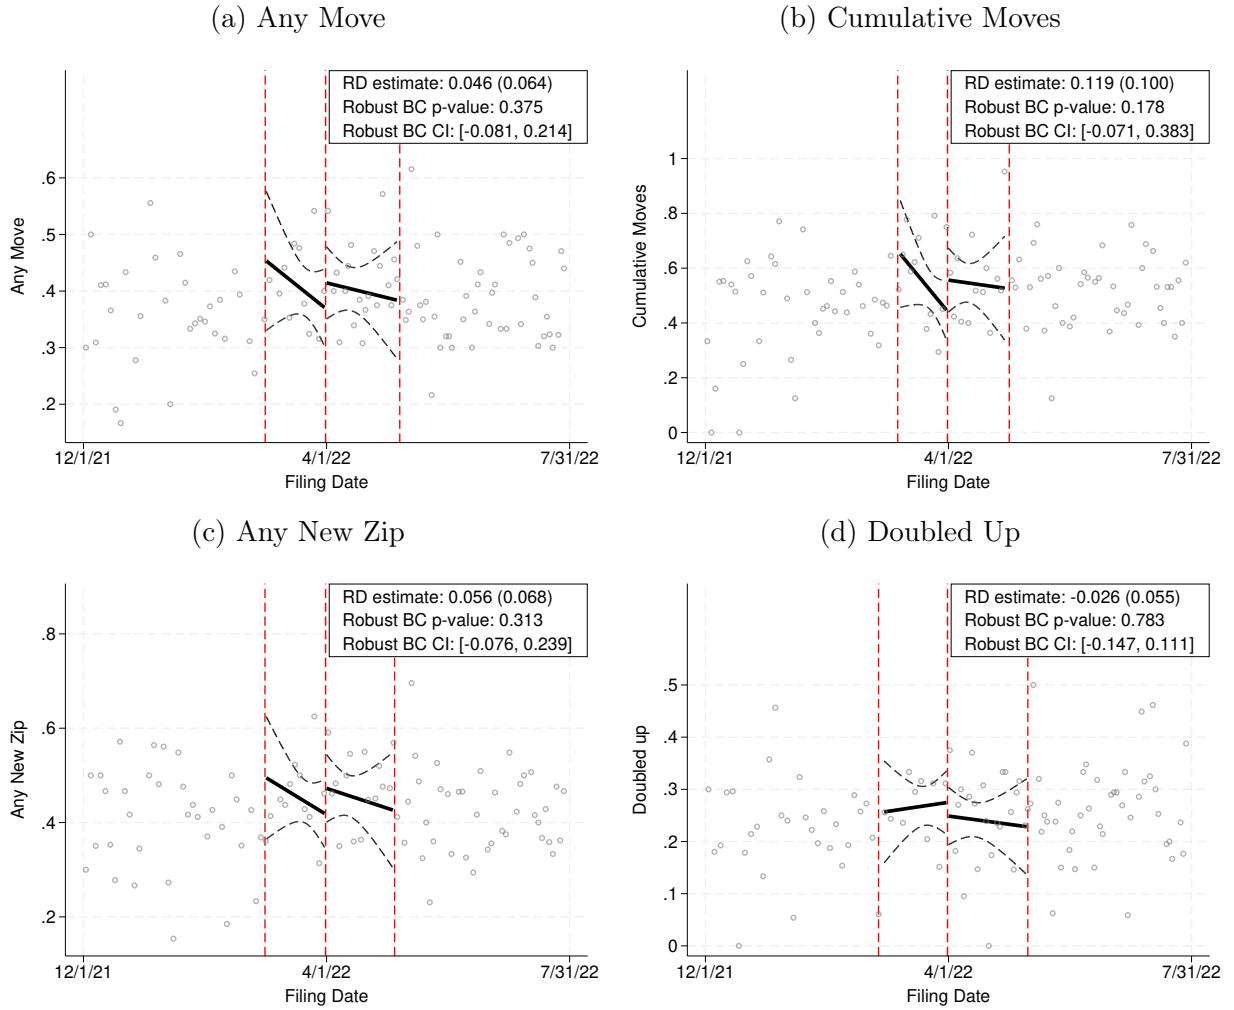 (a) Any Move
RD estimate: 0.046 (0.064)
Robust BC p-value: 0.375
Robust BC CI: [-0.081, 0.214]
Any Move
.6
.5
.4
.3
.2
12/1/21
4/1/22
7/31/22
Filing Date
(b) Cumulative Moves
RD estimate: 0.119 (0.100)
Robust BC p-value: 0.178
Robust BC CI: [-0.071, 0.383]
Cumulative Moves
1
.8
.6
.4
.2
0
12/1/21
4/1/22
7/31/22
Filing Date
(c) Any New Zip
RD estimate: 0.056 (0.068)
Robust BC p-value: 0.313
Robust BC CI: [-0.076, 0.239]
Any New Zip
.8
.6
.4
.2
12/1/21
4/1/22
7/31/22
Filing Date
(d) Doubled Up
RD estimate: -0.026 (0.055)
Robust BC p-value: 0.783
Robust BC CI: [-0.147, 0.111]
Doubled up
.5
.4
.3
.2
.1
0
12/1/21
4/1/22
7/31/22
Filing Date